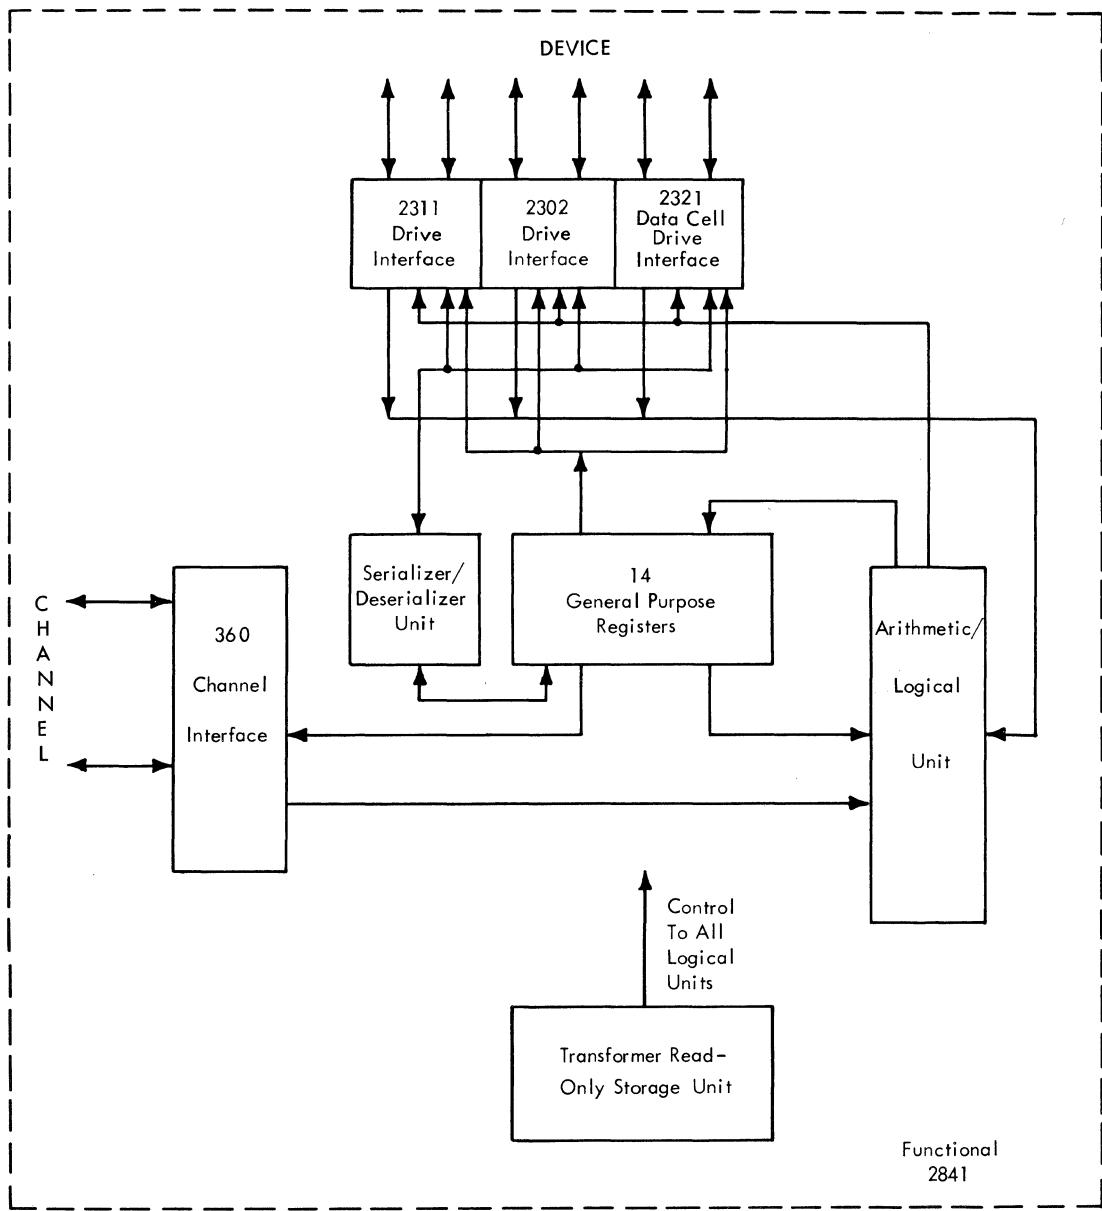 DEVICE
2311
Drive
Interface
2302
Drive
Interface
2321
Data Cell
Drive
Interface
Serializer/
Deserializer
Unit
14
General Purpose
Registers
CHANNEL
360
Channel
Interface
Arithmetic/
Logical
Unit
Control
To All
Logical
Units
Transformer Read-
Only Storage Unit
Functional
2841